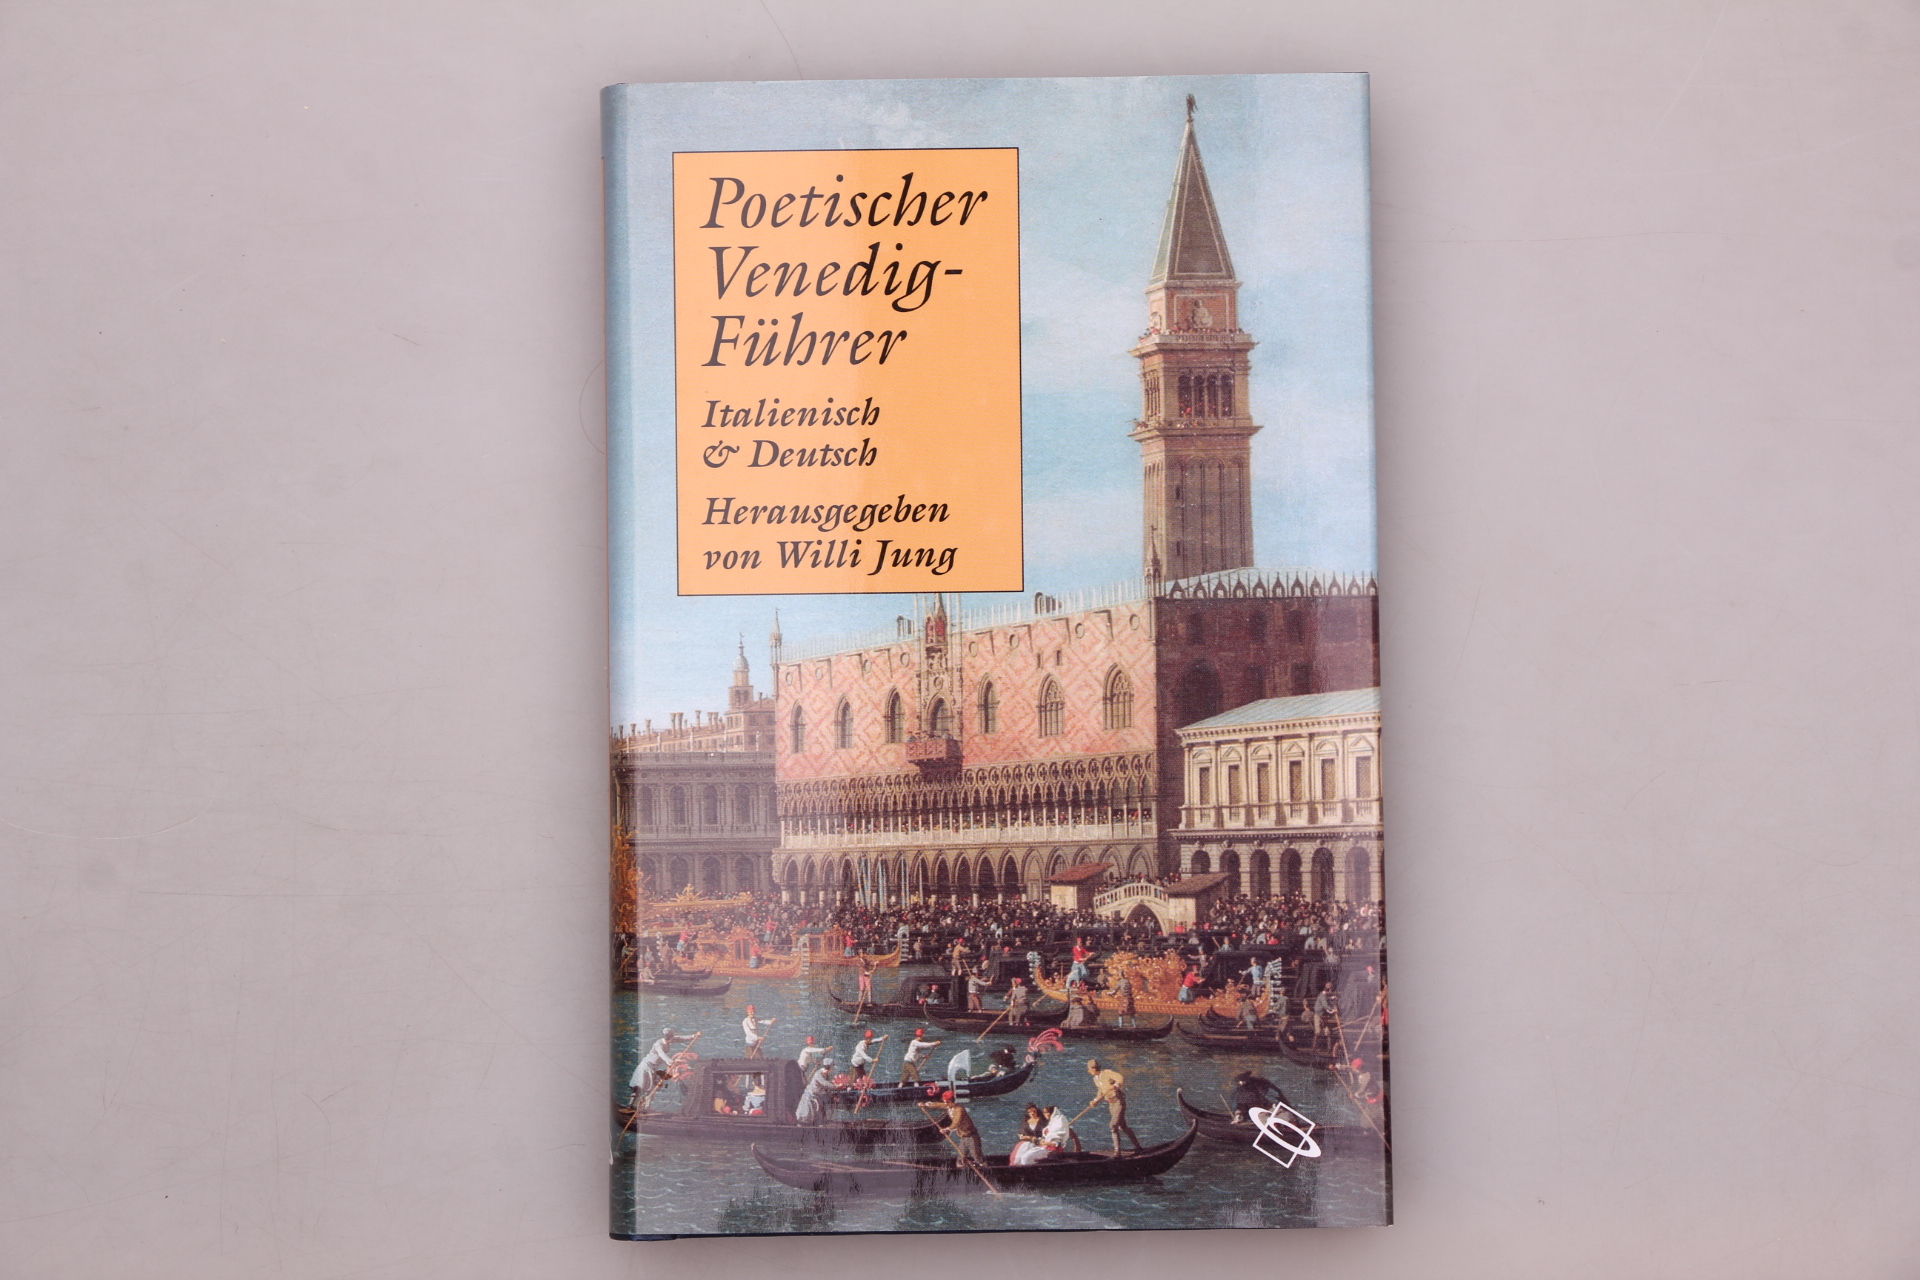 Poetischer
Venedig-
Führer
Italienisch
& Deutsch
Herausgegeben
von Willi Jung